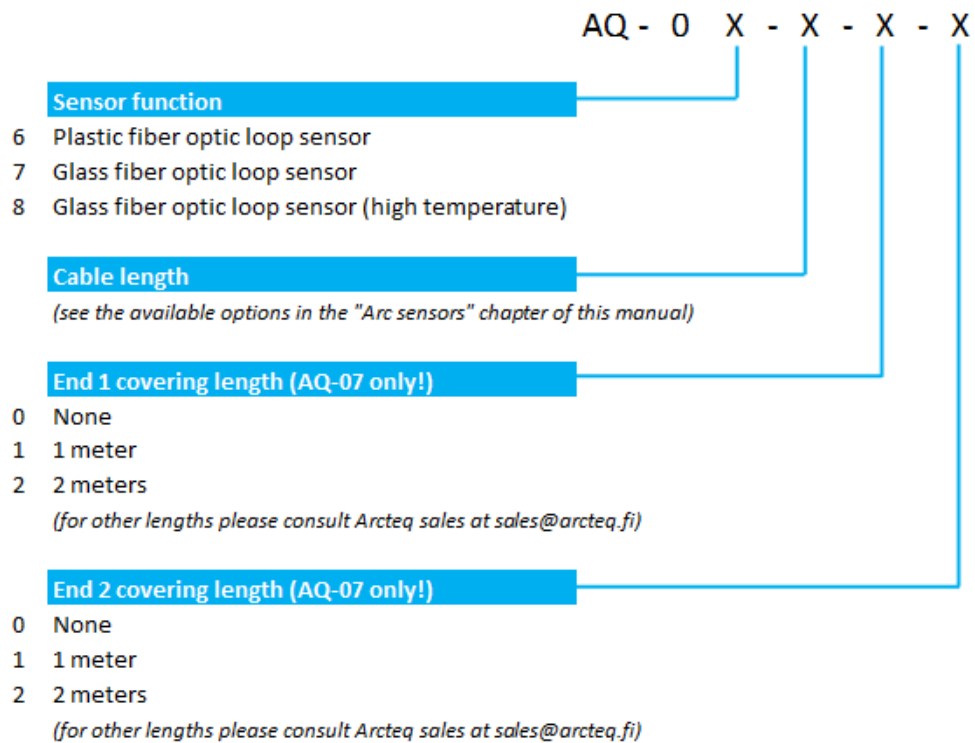 AQ - 0 X - X - X - X
Sensor function
6 Plastic fiber optic loop sensor
7 Glass fiber optic loop sensor
8 Glass fiber optic loop sensor (high temperature)
Cable length
(see the available options in the "Arc sensors" chapter of this manual)
End 1 covering length (AQ-07 only!)
0 None
1 1 meter
2 2 meters
(for other lengths please consult Arcteq sales at sales@arcteq.fi)
End 2 covering length (AQ-07 only!)
0 None
1 1 meter
2 2 meters
(for other lengths please consult Arcteq sales at sales@arcteq.fi)